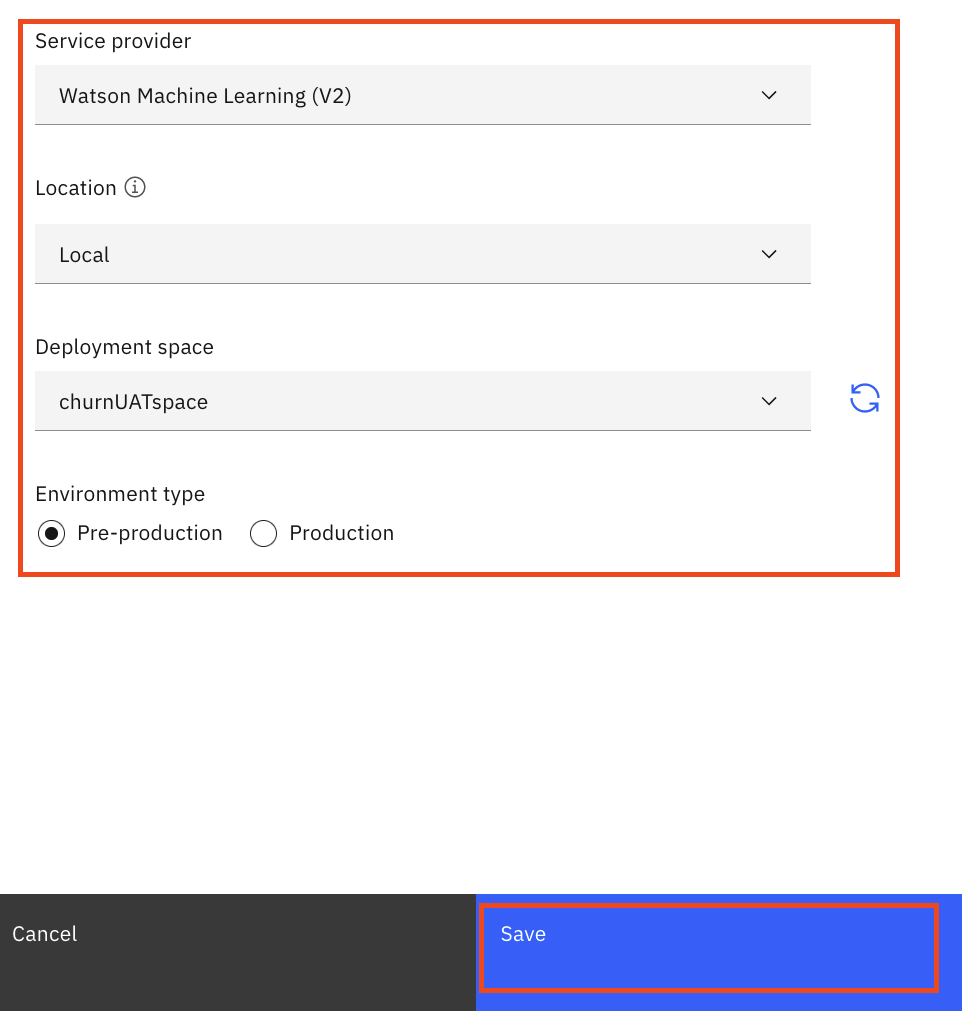 Service provider
Watson Machine Learning (V2)
Location
Local
Deployment space
churnUATspace
Environment type
Pre-production Production
Cancel Save